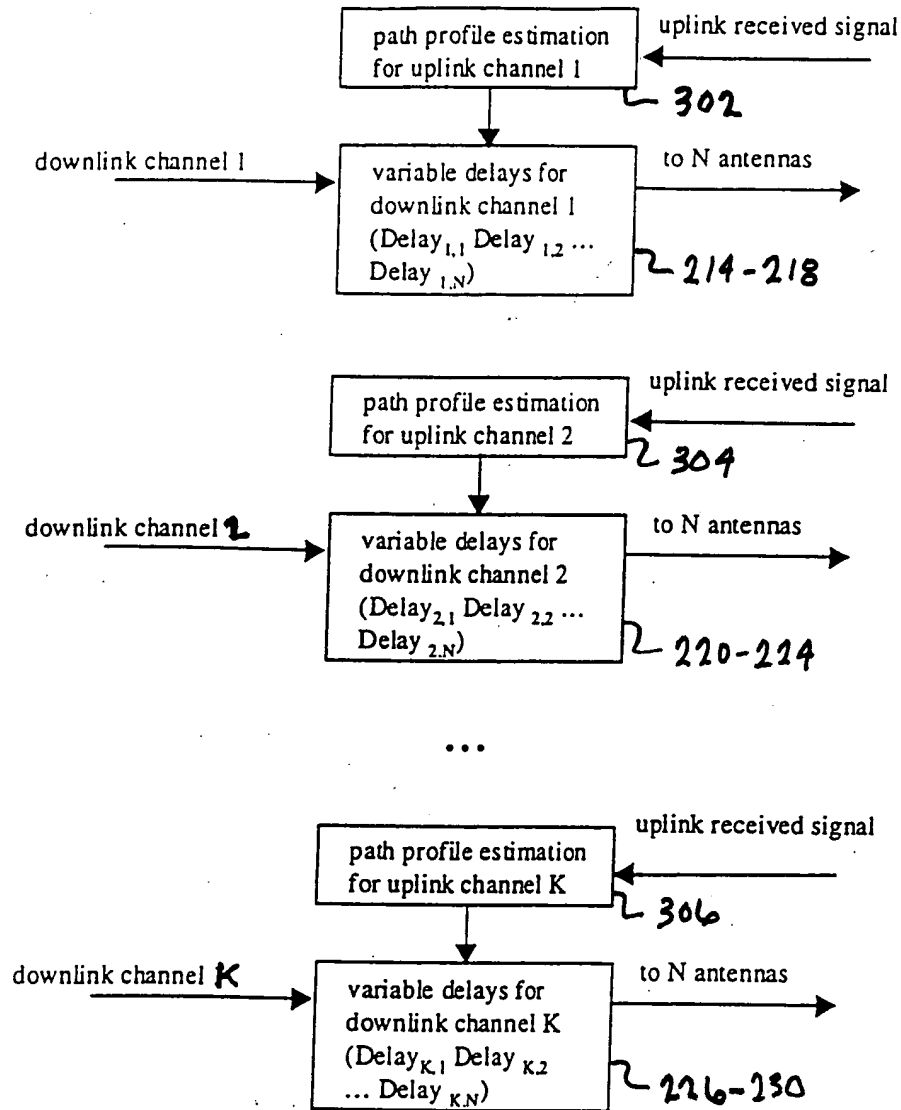 path profile estimation
for uplink channel 1
uplink received signal
302
downlink channel 1
variable delays for
downlink channel 1
(Delay1,1 Delay 1,2 ...
Delay 1.N)
to N antennas
214-218
path profile estimation
for uplink channel 2
uplink received signal
304
downlink channel 2
variable delays for
downlink channel 2
(Delay2,1 Delay 2,2 ...
Delay 2.N)
to N antennas
220-224
...
path profile estimation
for uplink channel K
uplink received signal
306
downlink channel K
variable delays for
downlink channel K
(DelayK,1 Delay K,2
... Delay K.N)
to N antennas
226-230